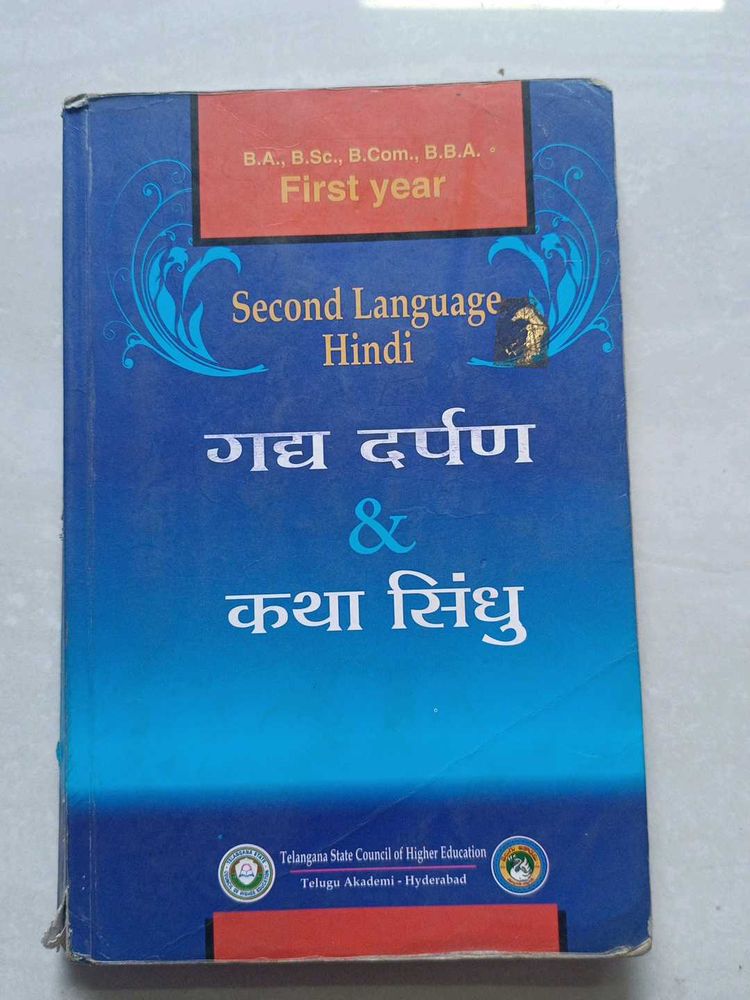 B.A., B.Sc., B.Com., B.B.A.
First year
Second Language
Hindi
गद्य दर्पण
&
कथा सिंधु
Telangana State Council of Higher Education
Telugu Akademi - Hyderabad